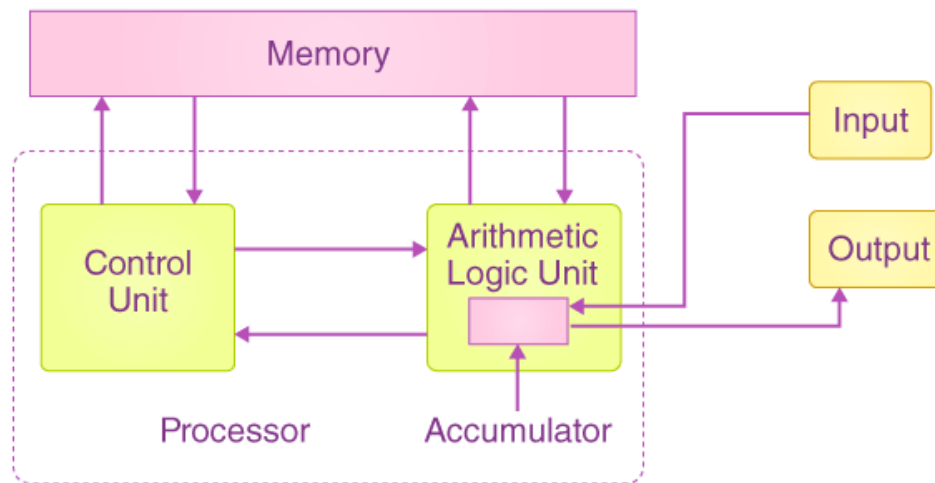 Memory
Input
Control
Unit
Arithmetic
Logic Unit
Output
Processor
Accumulator